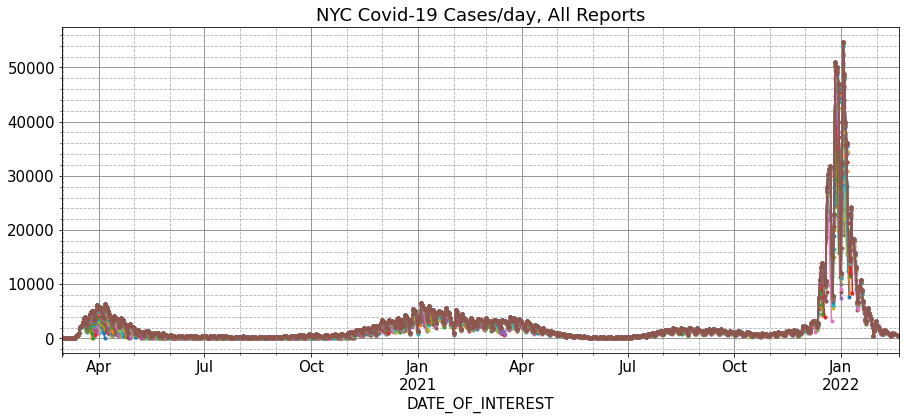 NYC Covid-19 Cases/day, All Reports
50000
40000
30000
20000
10000
0
Apr Jul Oct Jan Apr Jul Oct Jan
2021 2022
DATE_OF_INTEREST